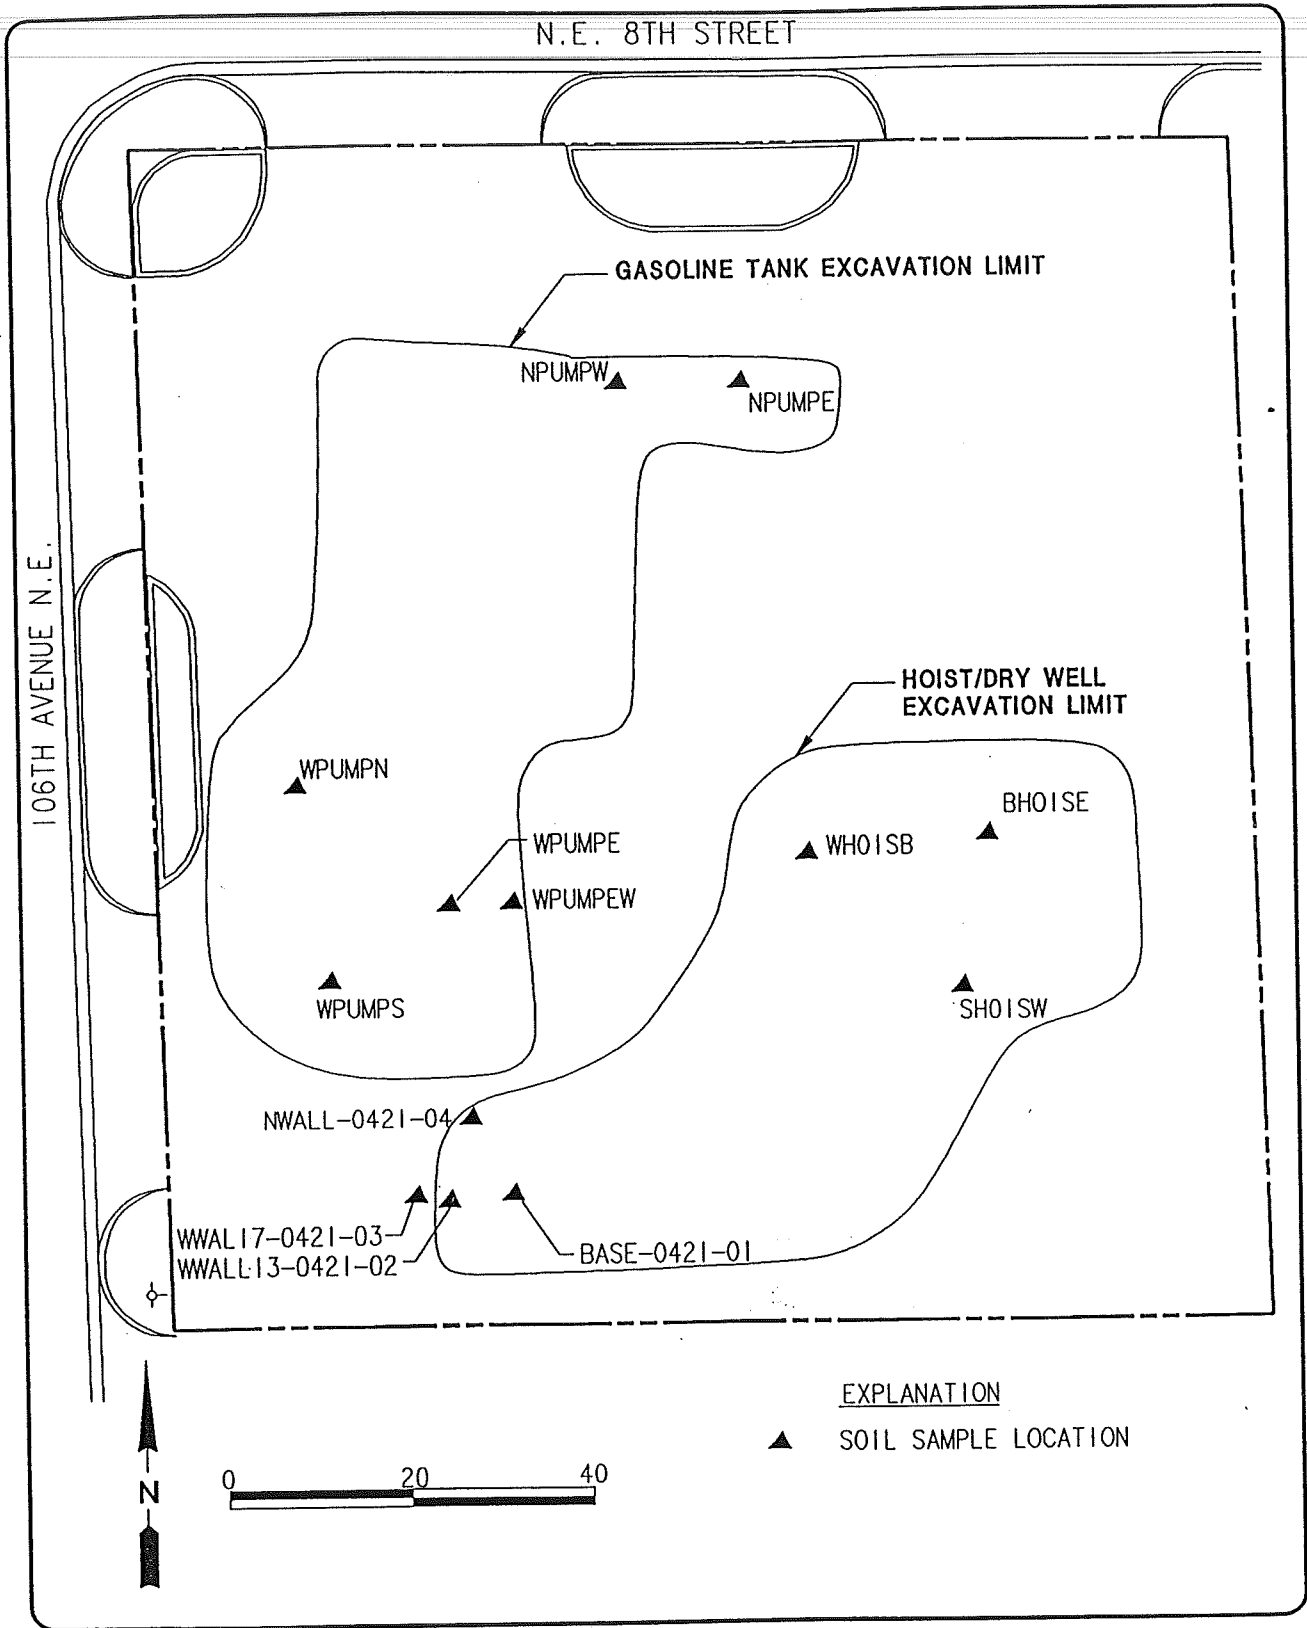 N.E. 8TH STREET
GASOLINE TANK EXCAVATION LIMIT
NPUMPW
NPUMPE
106TH AVENUE N.E.
HOIST/DRY WELL
EXCAVATION LIMIT
WPUMPN
BHOISE
WPUMPE
WHOISB
WPUMPEW
WPUMPS
SHOISW
NWALL-0421-04
WWAL17-0421-03
WWALL13-0421-02
BASE-0421-01
EXPLANATION
SOIL SAMPLE LOCATION
0 20 40
N